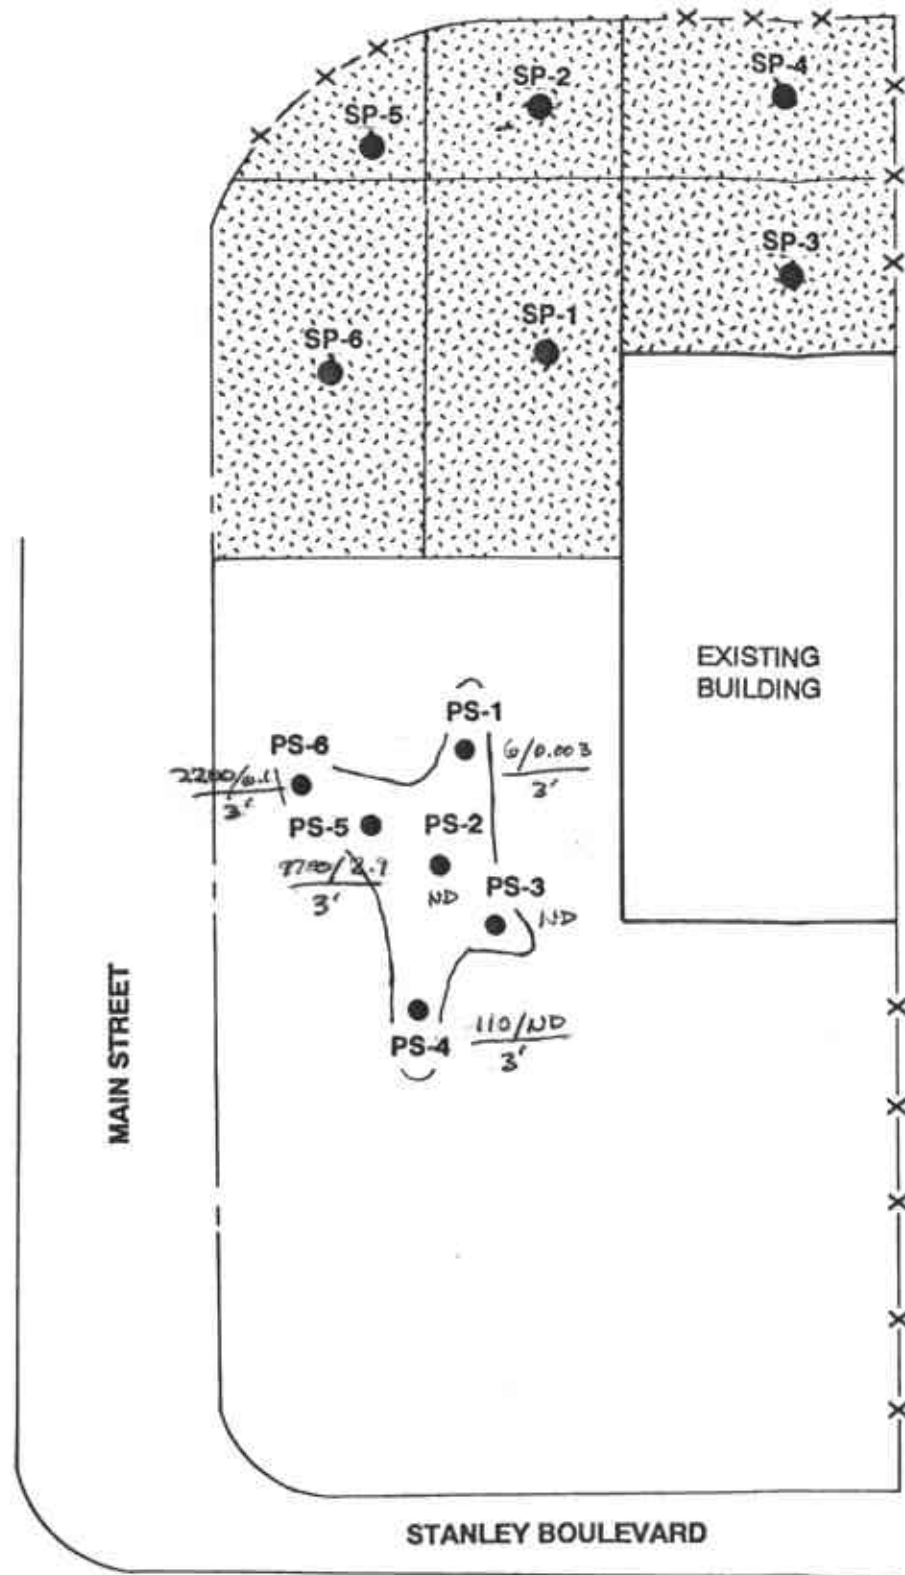 SP-4
SP-2
SP-5
SP-3
SP-1
SP-6
EXISTING
BUILDING
PS-1
6/0.003
3'
PS-6
2200/0.1
3'
PS-5
PS-2
3'
ND
PS-3
ND
PS-4
110/ND
3'
MAIN STREET
STANLEY BOULEVARD